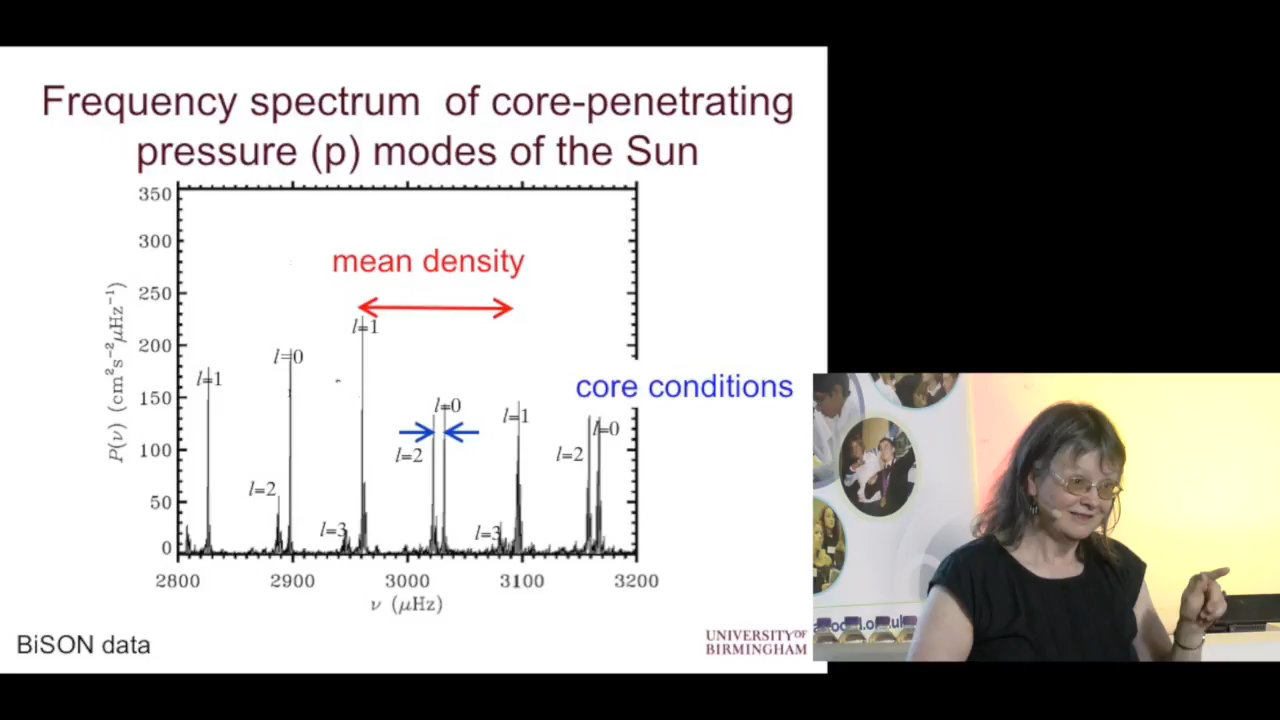 Frequency spectrum of core-penetrating
pressure (p) modes of the Sun
350
300
250
200
150
100
50
0
P(ν) (cm²s⁻²μHz⁻¹)
mean density
core conditions
l=1
l=2
l=0
l=3
l=1
l=2
l=0
l=3
l=1
l=2
l=0
2800 2900 3000 3100 3200
ν (μHz)
BiSON data
UNIVERSITY OF
BIRMINGHAM